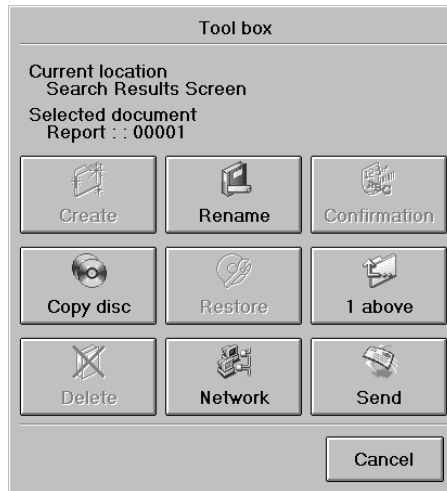 Tool box
Current location
Search Results Screen
Selected document
Report : : 00001
Create
Rename
Confirmation
Copy disc
Restore
1 above
Delete
Network
Send
Cancel